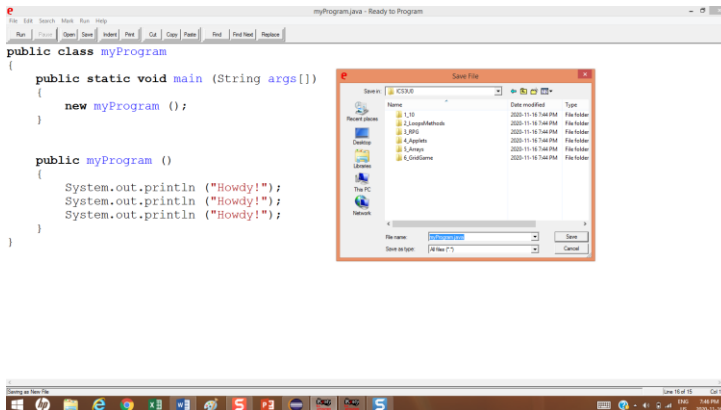 myProgram.java - Ready to Program
File Edit Search Mark Run Help
Run Pause Open Save Indent Print Cut Copy Paste Find Find Next Replace
public class myProgram
{
public static void main (String args[])
{
new myProgram ();
}
public myProgram ()
{
System.out.println ("Howdy!");
System.out.println ("Howdy!");
System.out.println ("Howdy!");
}
}
Save File
Save in: ICS3U0
Name Date modified Type
1_10 2020-11-16 7:44 PM File folder
2_LoopsMethods 2020-11-16 7:44 PM File folder
3_RPG 2020-11-16 7:44 PM File folder
4_Applets 2020-11-16 7:44 PM File folder
5_Arrays 2020-11-16 7:44 PM File folder
6_GridGame 2020-11-16 7:44 PM File folder
Recent places
Desktop
Libraries
This PC
Network
File name: myProgram.java Save
Save as type: All files (*.*) Cancel
Saving as New File Line 16 of 15 Col 1
ENG 7:46 PM